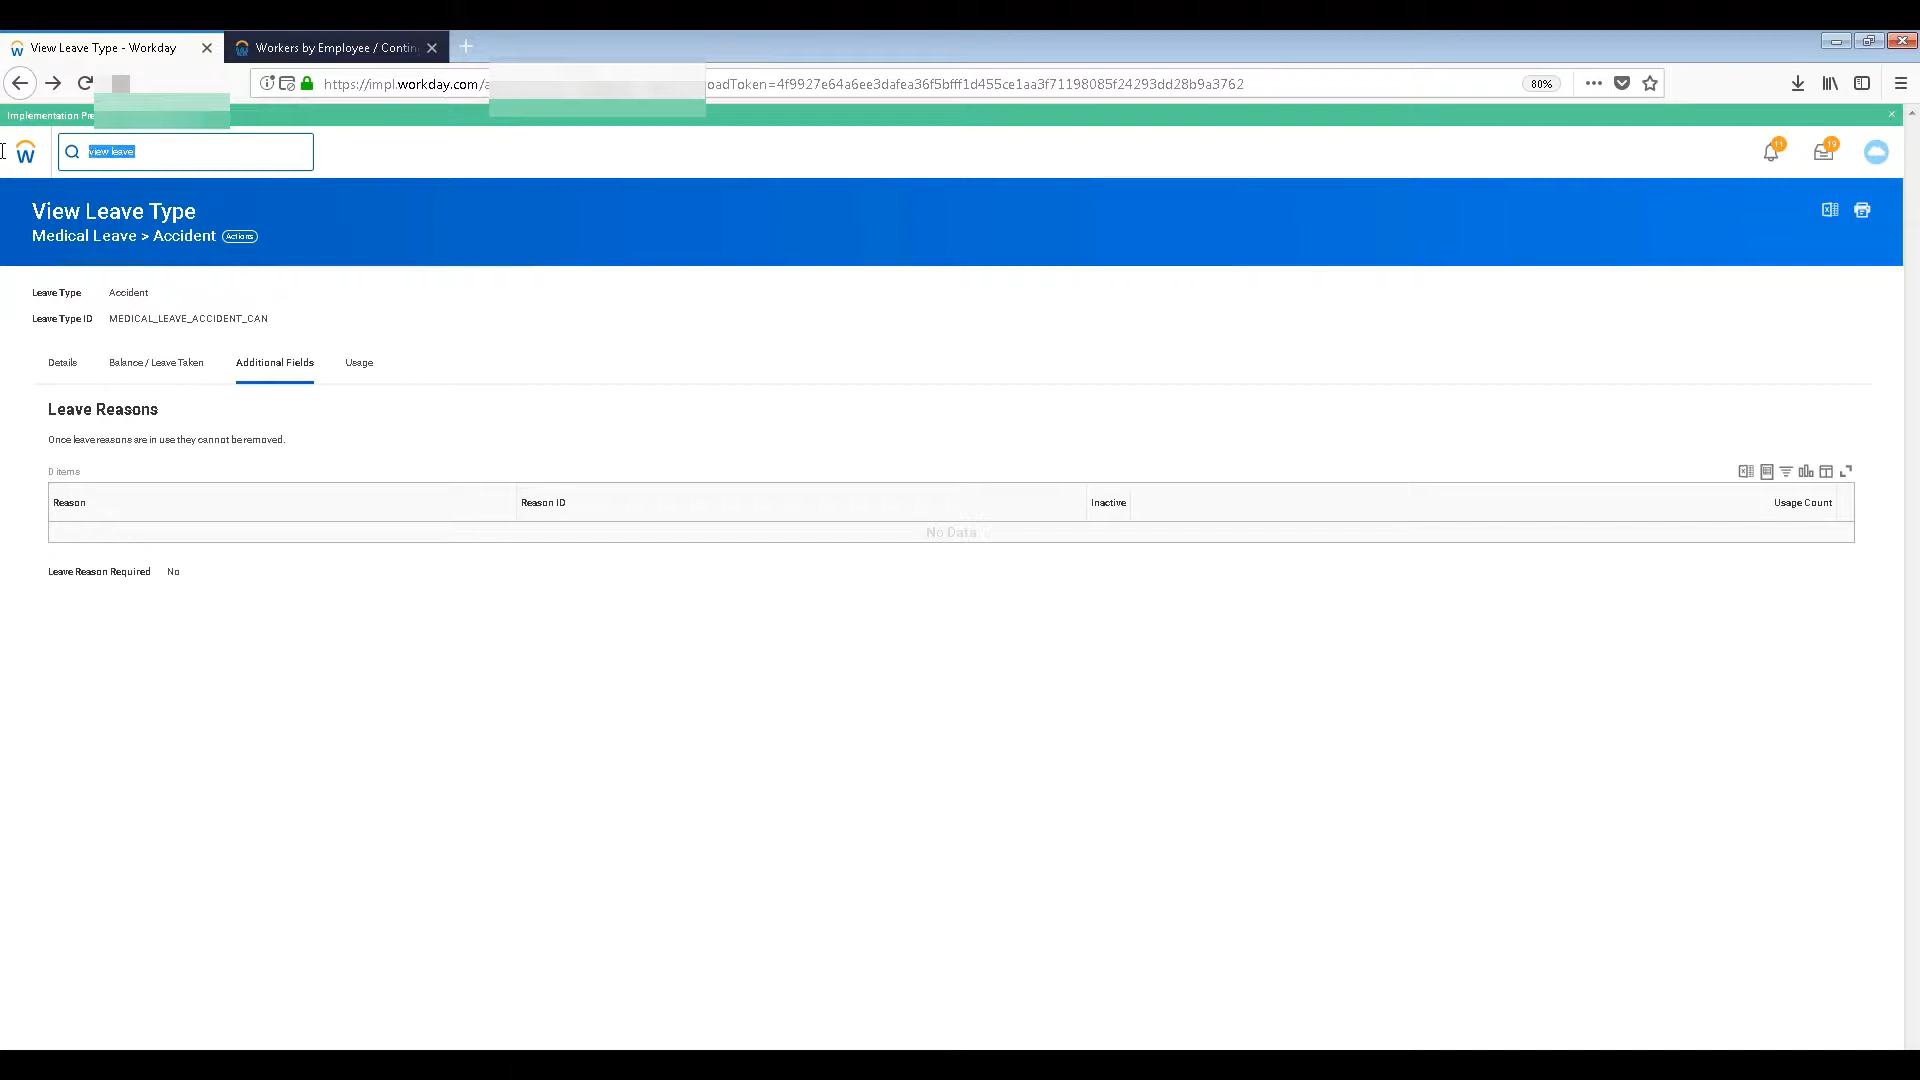 View Leave Type - Workday
Workers by Employee / Contin
https://impl.workday.com/
oadToken=4f9927e64a6ee3dafea36f5bfff1d455ce1aa3f71198085f24293dd28b9a3762
80%
Implementation Pre
view leave
11
19
View Leave Type
Medical Leave > Accident Actions
Leave Type Accident
Leave Type ID MEDICAL_LEAVE_ACCIDENT_CAN
Details Balance / Leave Taken Additional Fields Usage
Leave Reasons
Once leave reasons are in use they cannot be removed.
0 items
Reason Reason ID Inactive Usage Count
No Data
Leave Reason Required No